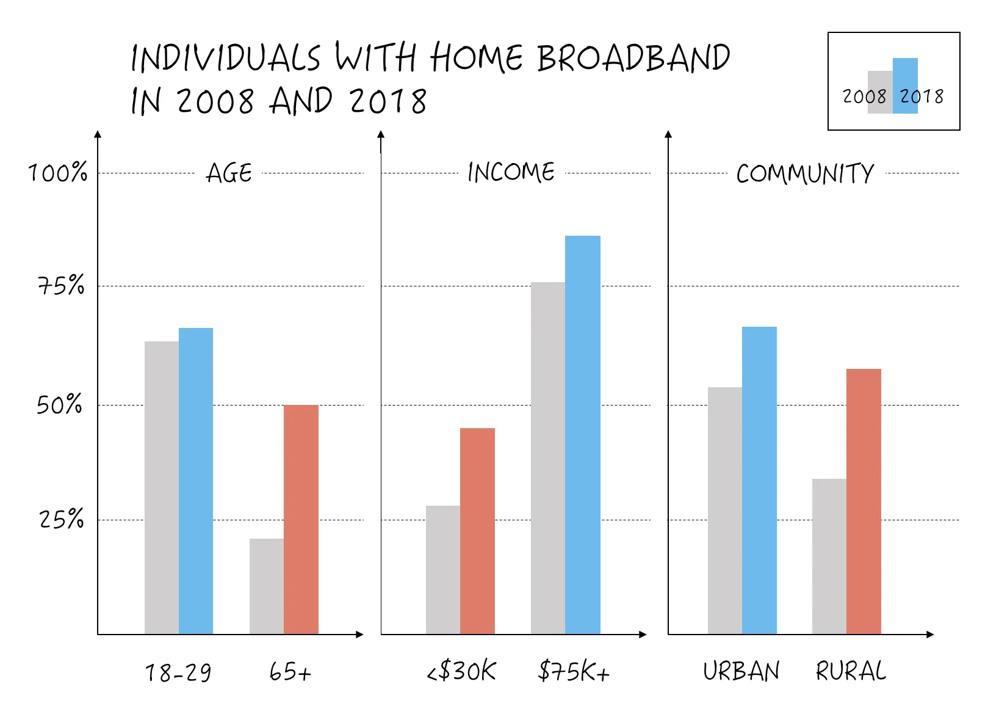 INDIVIDUALS WITH HOME BROADBAND
IN 2008 AND 2018
2008 2018
AGE
INCOME
COMMUNITY
100%
75%
50%
25%
18-29
65+
<$30K
$75K+
URBAN
RURAL